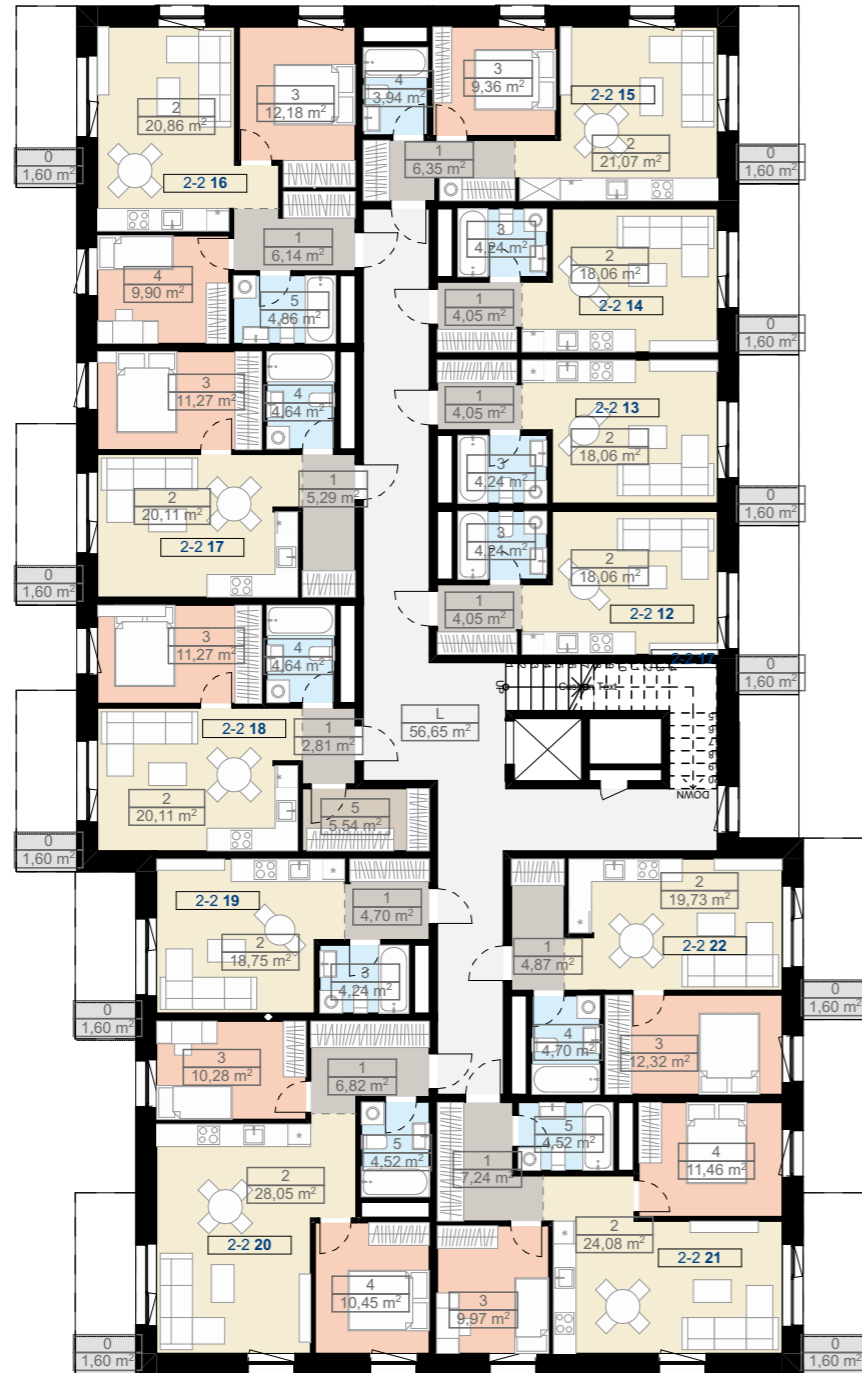 2
20,86 m²
3
12,18 m²
4
3,94 m²
3
9,36 m²
2-2 15
2
21,07 m²
0
1,60 m²
0
1,60 m²
2-2 16
1
6,35 m²
1
6,14 m²
3
4,24 m²
2
18,06 m²
4
9,90 m²
5
4,86 m²
1
4,05 m²
2-2 14
0
1,60 m²
3
11,27 m²
4
4,64 m²
1
4,05 m²
2-2 13
2
18,06 m²
3
4,24 m²
1
5,29 m²
2
20,11 m²
2-2 17
0
1,60 m²
3
4,24 m²
2
18,06 m²
0
1,60 m²
1
4,05 m²
2-2 12
3
11,27 m²
4
4,64 m²
2-2 17
0
1,60 m²
UP
Custom Text
2-2 18
1
2,81 m²
L
56,65 m²
2
20,11 m²
5
5,54 m²
DOWN
0
1,60 m²
2-2 19
1
4,70 m²
2
19,73 m²
2
18,75 m²
3
4,24 m²
1
4,87 m²
2-2 22
0
1,60 m²
0
1,60 m²
3
10,28 m²
1
6,82 m²
4
4,70 m²
3
12,32 m²
5
4,52 m²
5
4,52 m²
1
7,24 m²
4
11,46 m²
2
28,05 m²
2
24,08 m²
2-2 20
2-2 21
4
10,45 m²
3
9,97 m²
0
1,60 m²
0
1,60 m²